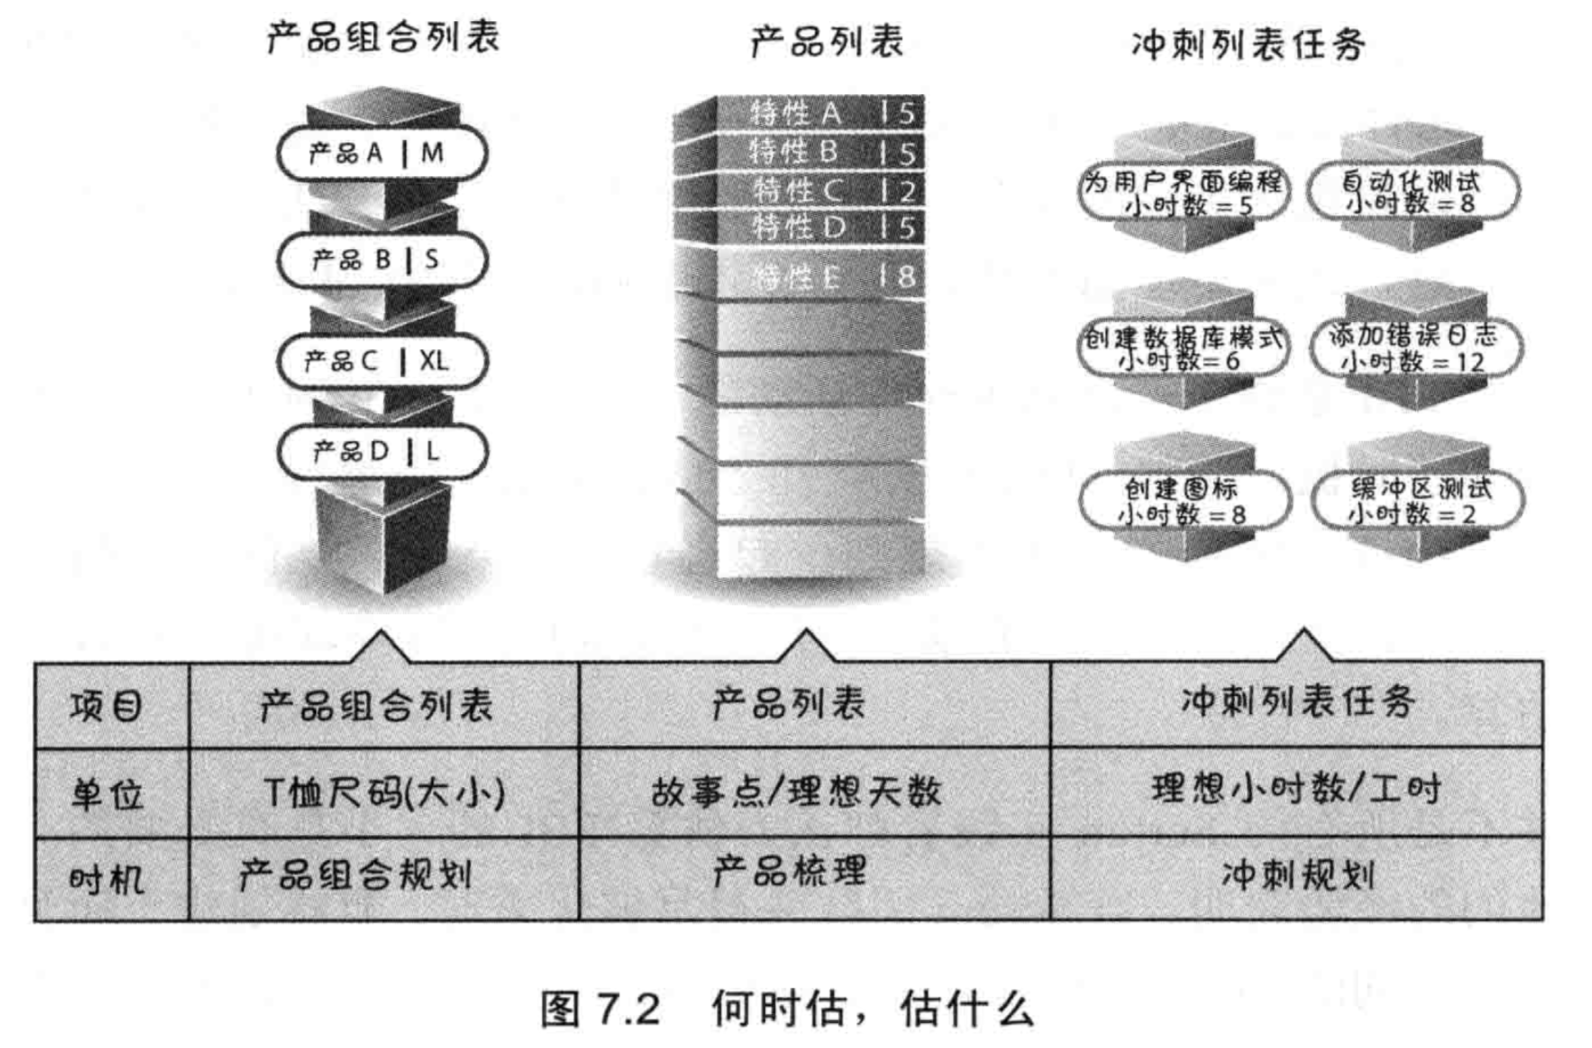 产品组合列表
产品A | M
产品B | S
产品C | XL
产品D | L
产品列表
特性A | 5
特性B | 5
特性C | 2
特性D | 5
特性E | 8
冲刺列表任务
为用户界面编程
小时数=5
自动化测试
小时数=8
创建数据库模式
小时数=6
添加错误日志
小时数=12
创建图标
小时数=8
缓冲区测试
小时数=2
项目 产品组合列表 产品列表 冲刺列表任务
单位 T恤尺码(大小) 故事点/理想天数 理想小时数/工时
时机 产品组合规划 产品梳理 冲刺规划
图 7.2 何时估，估什么